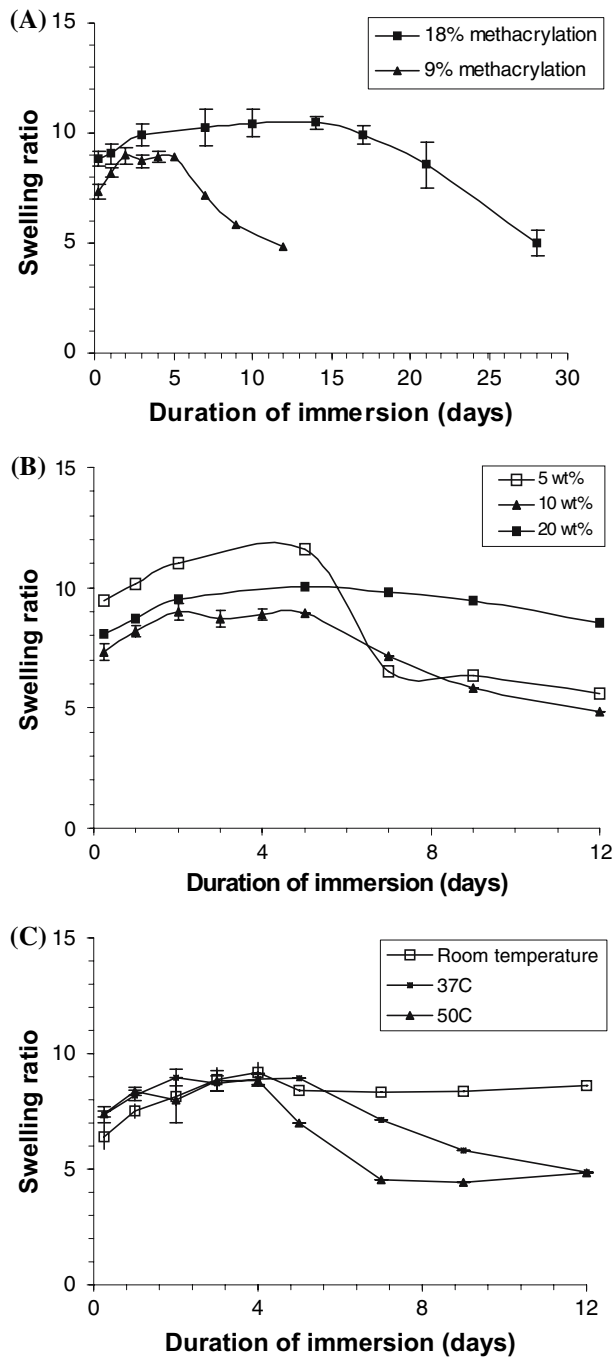 (A)
15
18% methacrylation
9% methacrylation
10
5
0
Swelling ratio
0 5 10 15 20 25 30
Duration of immersion (days)
(B)
15
5 wt%
10 wt%
20 wt%
10
5
0
Swelling ratio
0 4 8 12
Duration of immersion (days)
(C)
15
Room temperature
37C
50C
10
5
0
Swelling ratio
0 4 8 12
Duration of immersion (days)